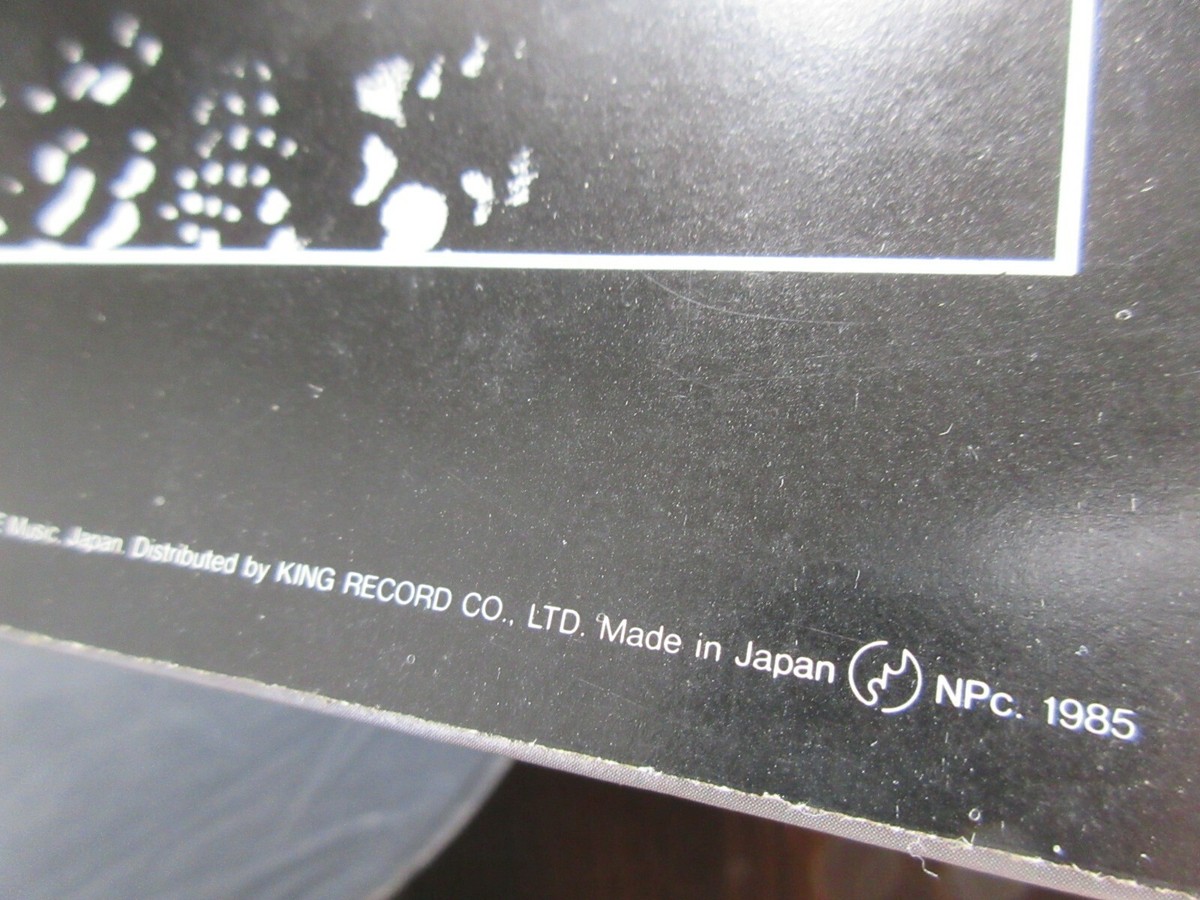 E Music, Japan. Distributed by KING RECORD CO., LTD. Made in Japan NPc. 1985